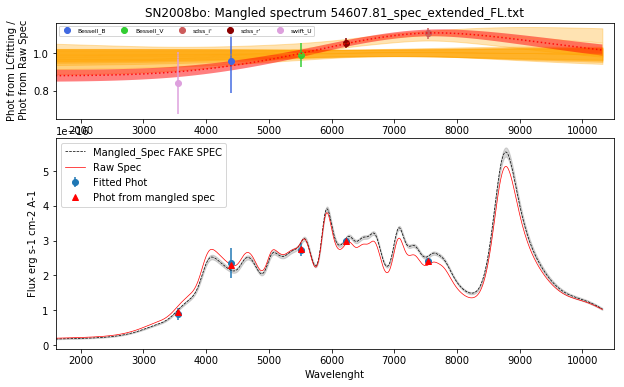 SN2008bo: Mangled spectrum 54607.81_spec_extended_FL.txt
Phot from LCfitting /
Phot from Raw Spec
Bessell_B Bessell_V sdss_i' sdss_r' swift_U
1.0
0.8
2000 3000 4000 5000 6000 7000 8000 9000 10000
1e−16
Mangled_Spec FAKE SPEC
Raw Spec
Fitted Phot
Phot from mangled spec
Flux erg s-1 cm-2 A-1
5
4
3
2
1
0
2000 3000 4000 5000 6000 7000 8000 9000 10000
Wavelenght